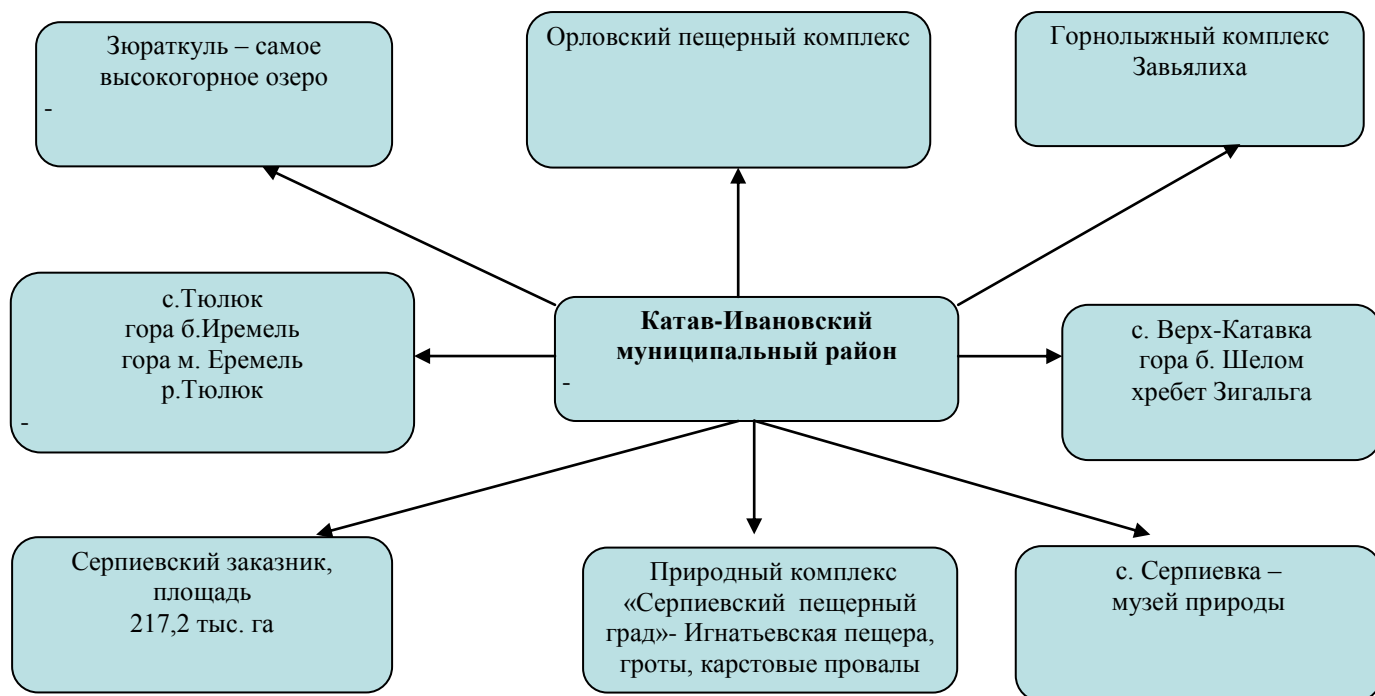 Зюраткуль – самое
высокогорное озеро
-
Орловский пещерный комплекс
Горнолыжный комплекс
Завьялиха
с.Тюлюк
гора б.Иремель
гора м. Еремель
р.Тюлюк
-
Катав-Ивановский
муниципальный район
-
с. Верх-Катавка
гора б. Шелом
хребет Зигальга
Серпиевский заказник,
площадь
217,2 тыс. га
Природный комплекс
«Серпиевский пещерный
град»- Игнатьевская пещера,
гроты, карстовые провалы
с. Серпиевка –
музей природы